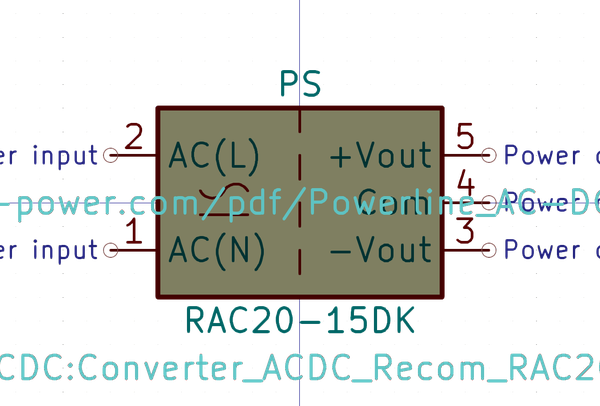 PS
2 5
er input AC(L) +Vout Power
4
-power.com/pdf/Powerline_AC-DC
Com Power
1 3
er input AC(N) -Vout Power
RAC20-15DK
CDC:Converter_ACDC_Recom_RAC20